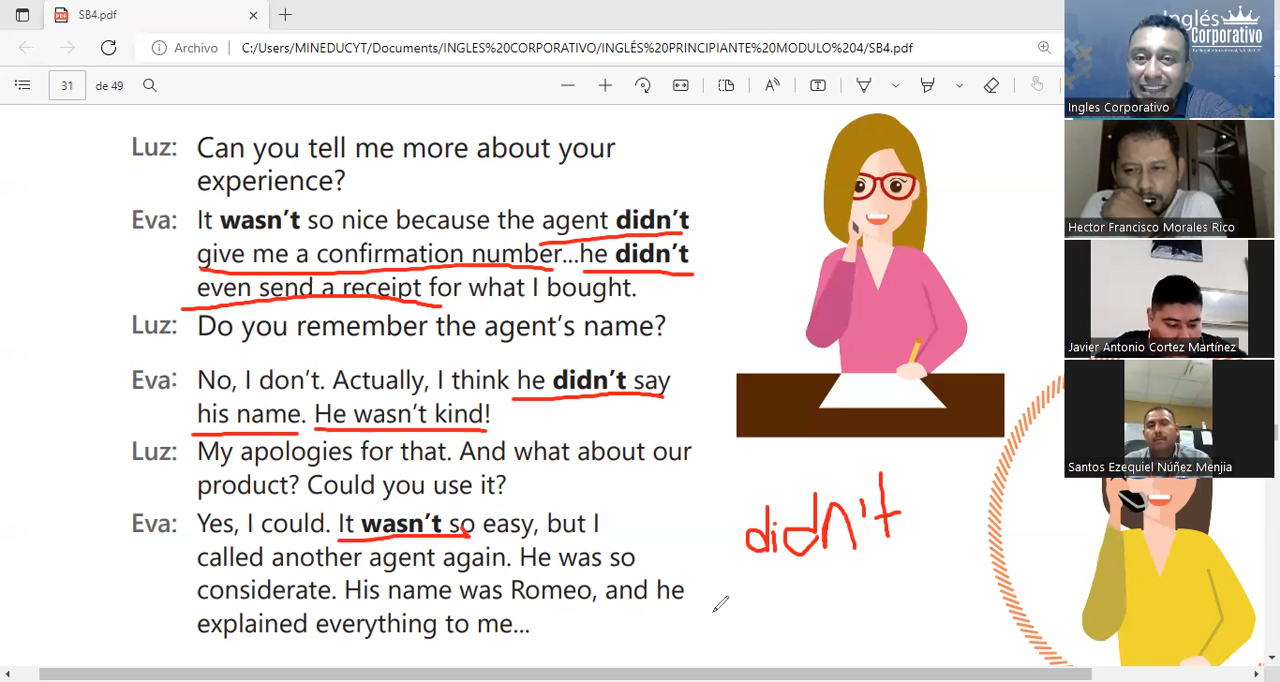 SB4.pdf
Archivo
C:/Users/MINEDUCYT/Documents/INGLES%20CORPORATIVO/INGLÉS%20PRINCIPIANTE%20MODULO%204/SB4.pdf
31
de 49
Luz: Can you tell me more about your
experience?
Eva: It wasn't so nice because the agent didn't
give me a confirmation number...he didn't
even send a receipt for what I bought.
Luz: Do you remember the agent's name?
Eva: No, I don't. Actually, I think he didn't say
his name. He wasn't kind!
Luz: My apologies for that. And what about our
product? Could you use it?
Eva: Yes, I could. It wasn't so easy, but I
called another agent again. He was so
considerate. His name was Romeo, and he
explained everything to me...
didn't
Inglés
Corporativo
Ingles Corporativo
Hector Francisco Morales Rico
Javier Antonio Cortez Martínez
Santos Ezequiel Núñez Menjia